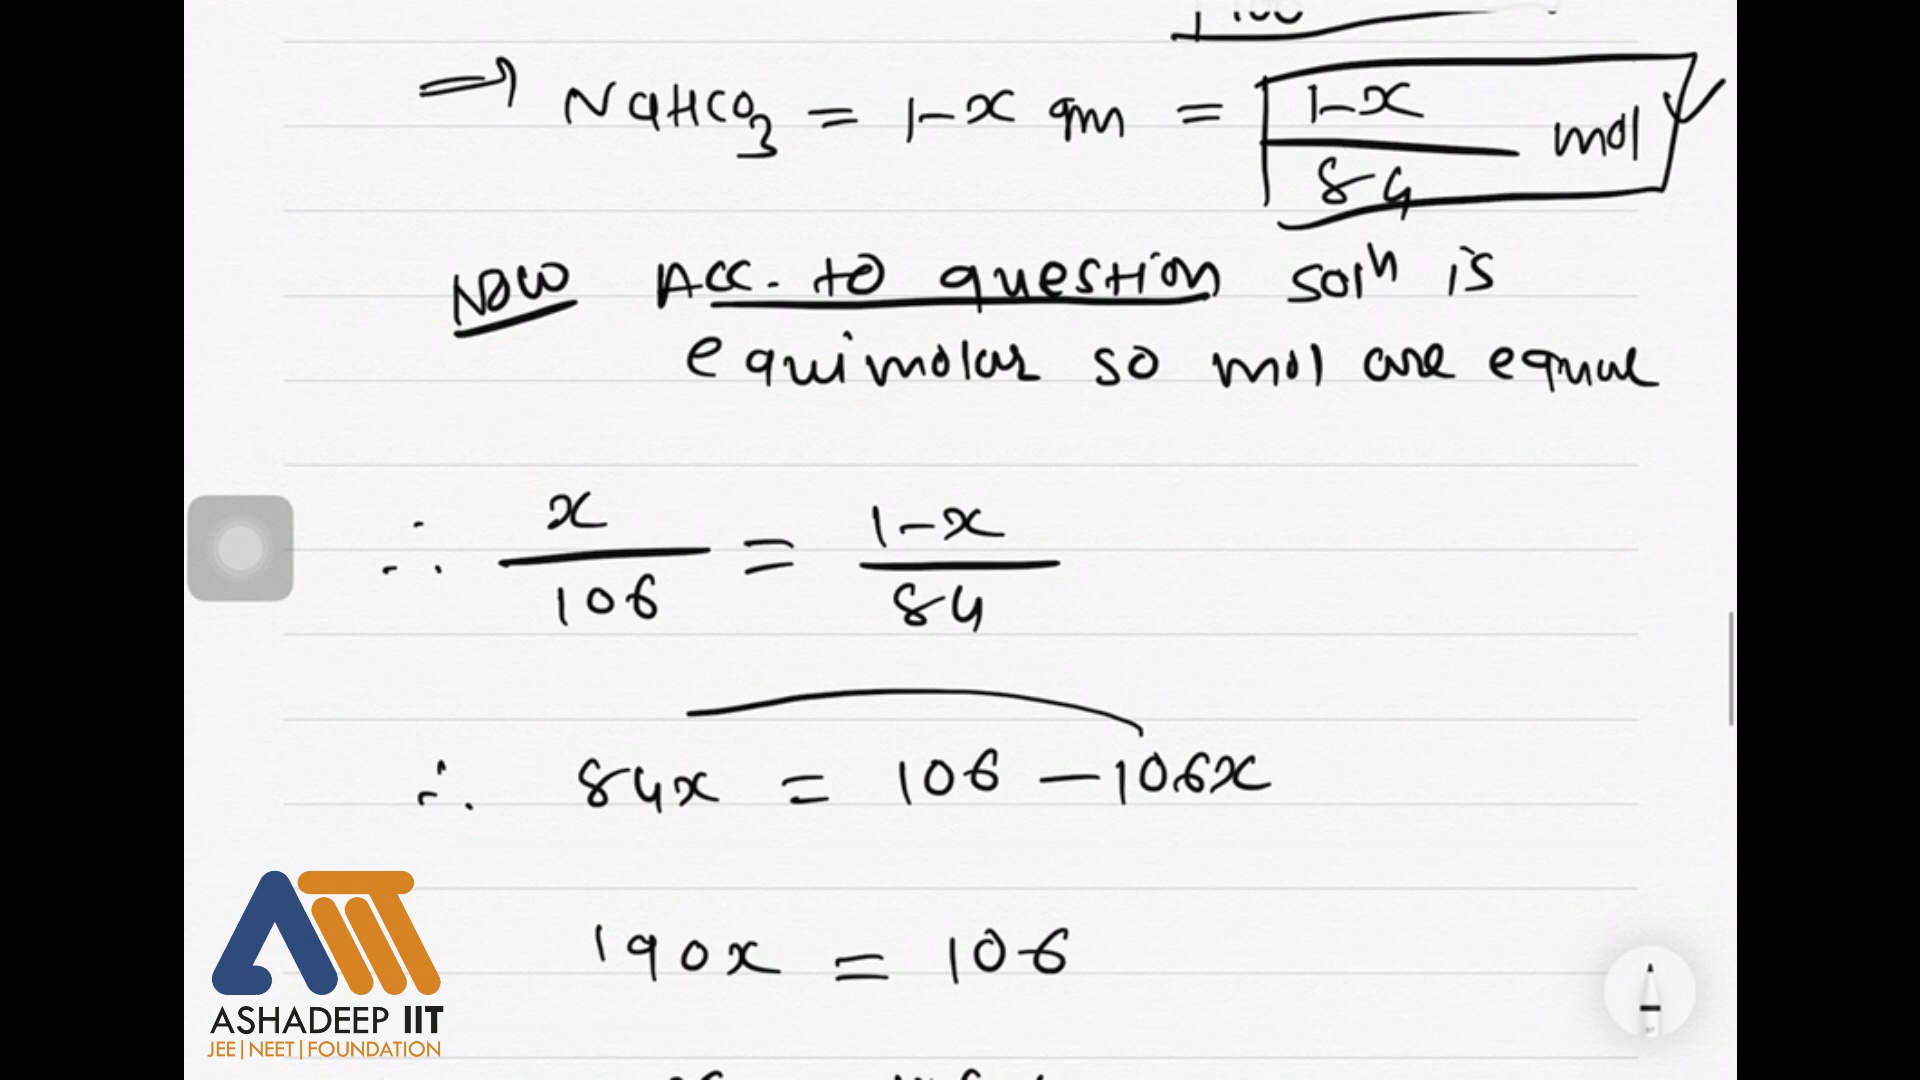 ⇒ NaHCO3 = 1-x gm = 1-x / 84 mol
NOW Acc. to question solⁿ is
equimolar so mol are equal
∴ x / 106 = 1-x / 84
∴ 84x = 106 - 106x
190x = 106
ASHADEEP IIT
JEE | NEET | FOUNDATION